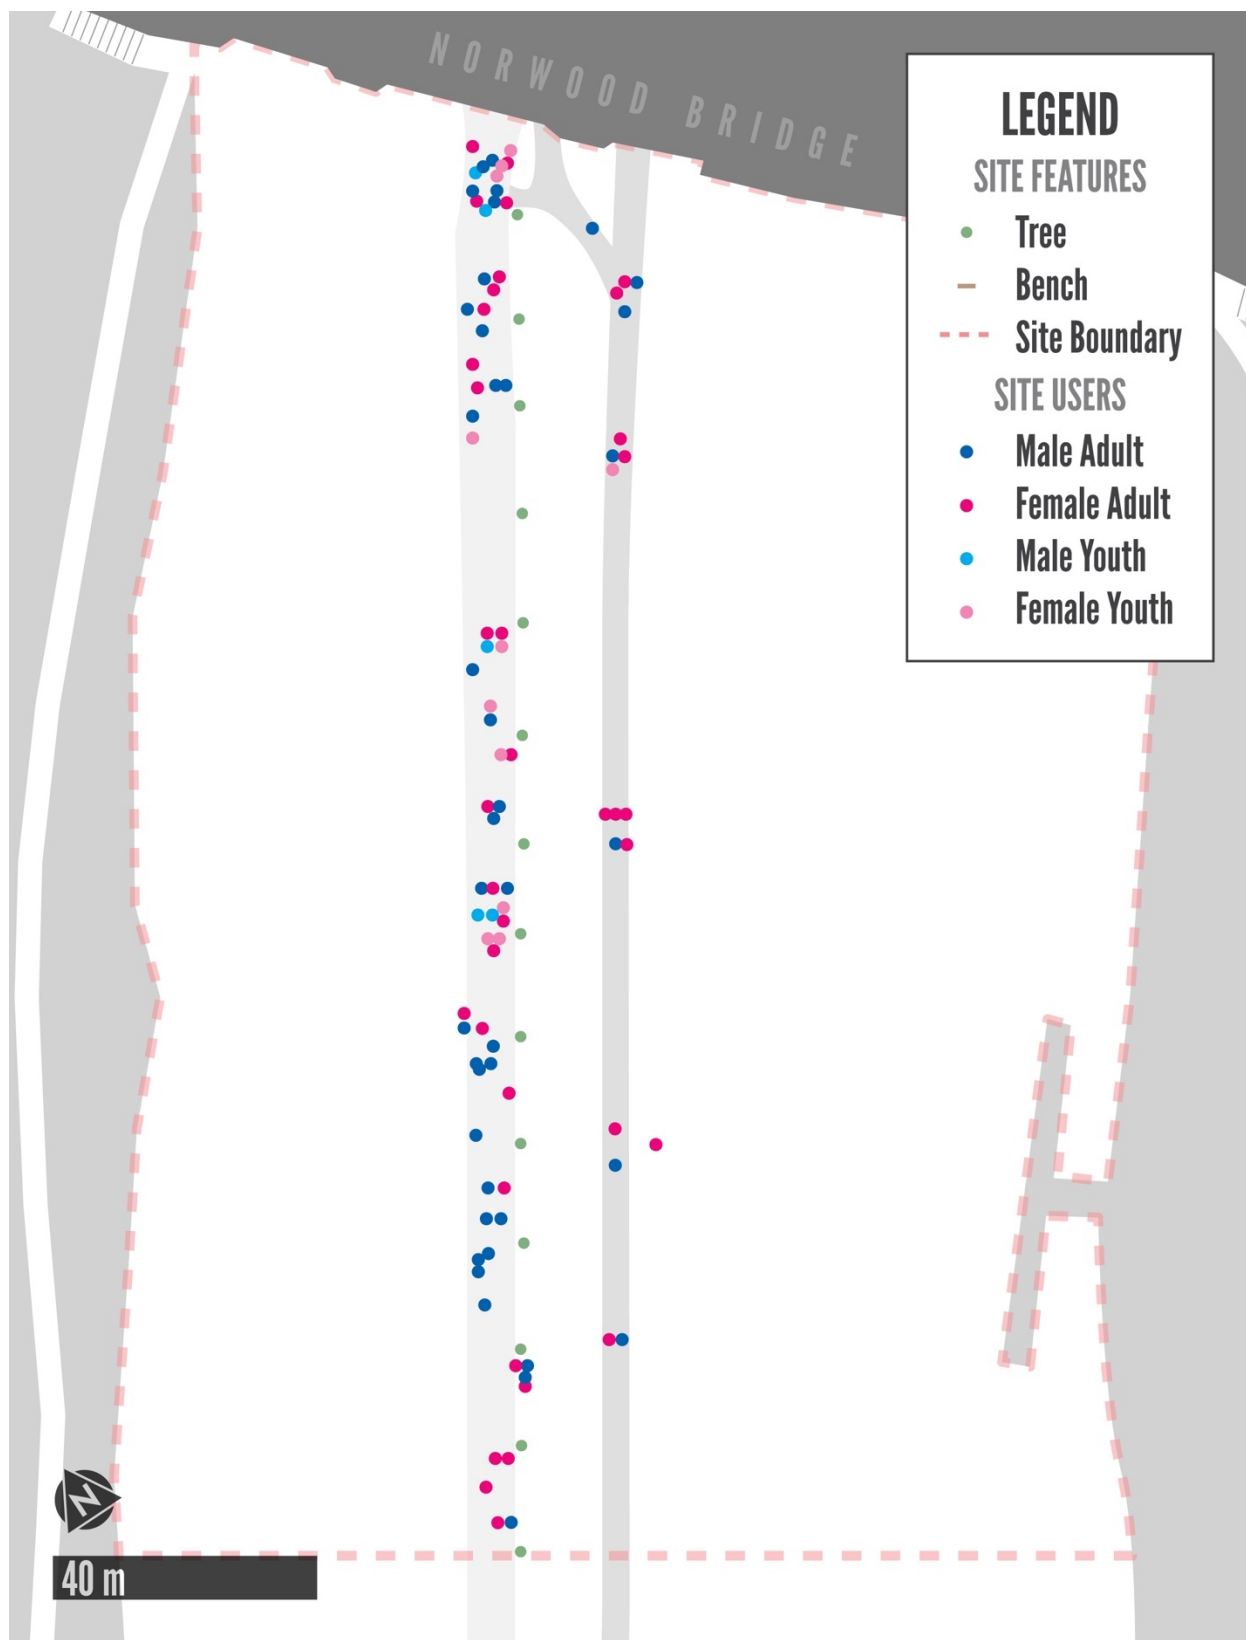 NORWOOD BRIDGE
LEGEND
SITE FEATURES
Tree
Bench
Site Boundary
SITE USERS
Male Adult
Female Adult
Male Youth
Female Youth
N
40 m